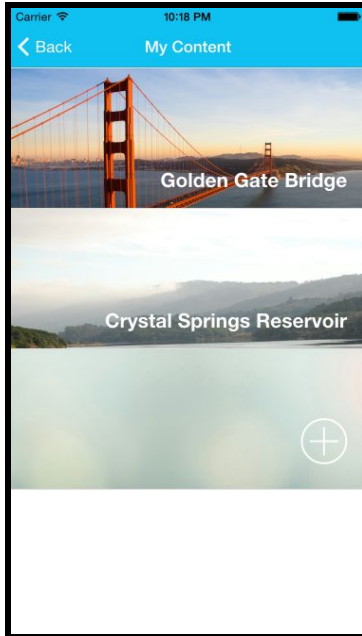 Carrier 10:18 PM
Back My Content
Golden Gate Bridge
Crystal Springs Reservoir